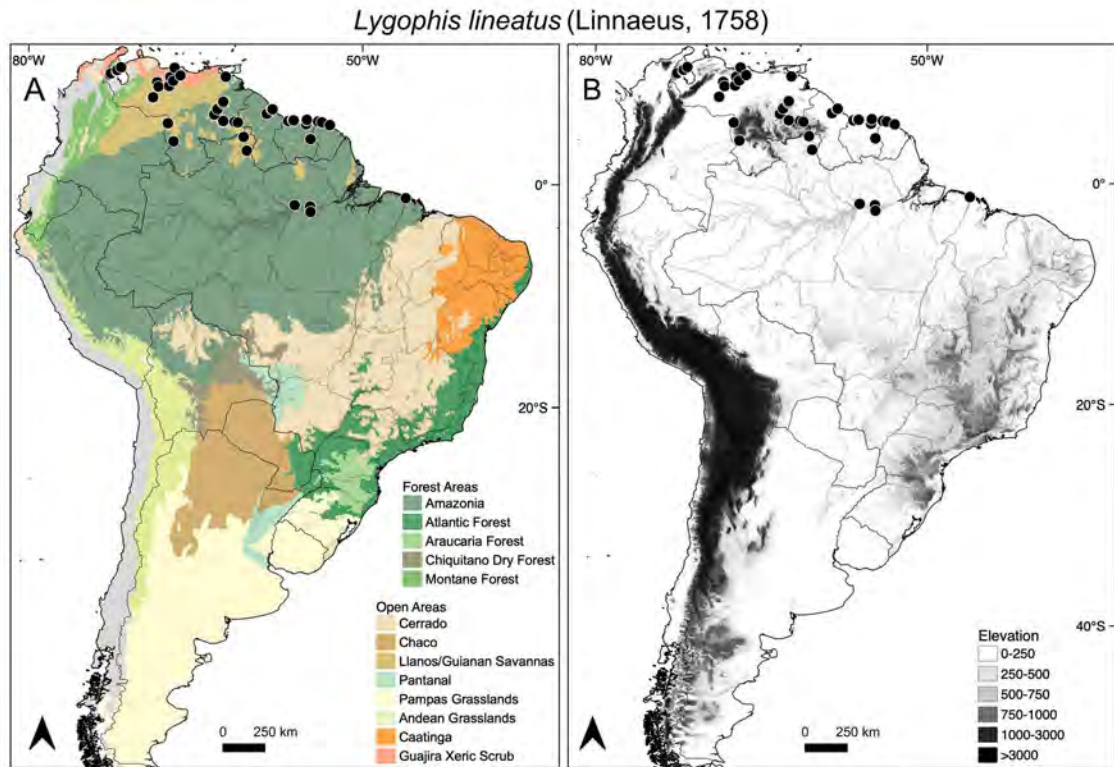 Lygophis lineatus (Linnaeus, 1758)
80°W
50°W
A
0°
20°S
Forest Areas
Amazonia
Atlantic Forest
Araucaria Forest
Chiquitano Dry Forest
Montane Forest
Open Areas
Cerrado
Chaco
Llanos/Guianan Savannas
Pantanal
Pampas Grasslands
Andean Grasslands
Caatinga
Guajira Xeric Scrub
0 250 km
80°W
50°W
B
0°
20°S
40°S
Elevation
0-250
250-500
500-750
750-1000
1000-3000
>3000
0 250 km